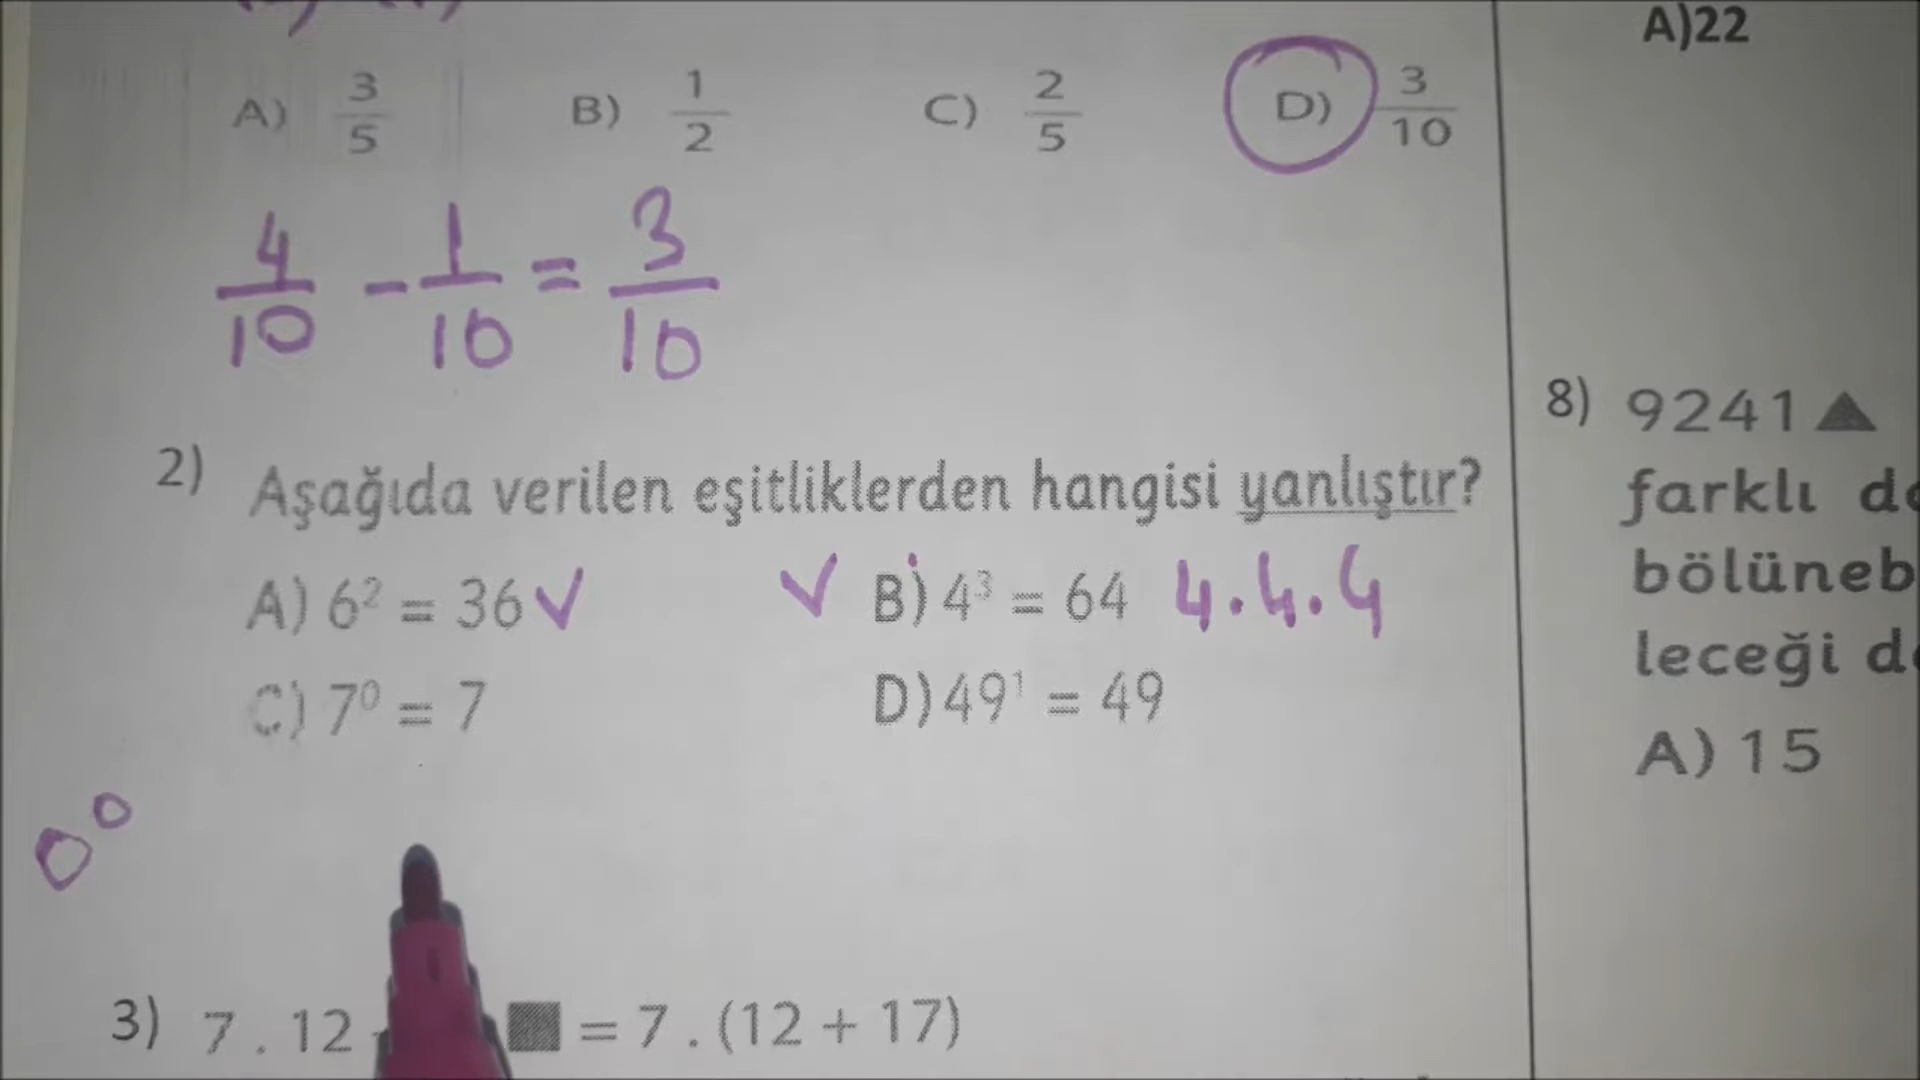 A) 3/5 B) 1/2 C) 2/5 D) 3/10
4/10 - 1/10 = 3/10
2) Aşağıda verilen eşitliklerden hangisi yanlıştır?
A) 6² = 36 ✓ ✓ B) 4³ = 64 4.4.4
C) 7⁰ = 7 D) 49¹ = 49
0⁰
3) 7 . 12 ■ = 7 . (12 + 17)
A)22
8) 9241▲
farklı
bölüneb
leceği
A) 15